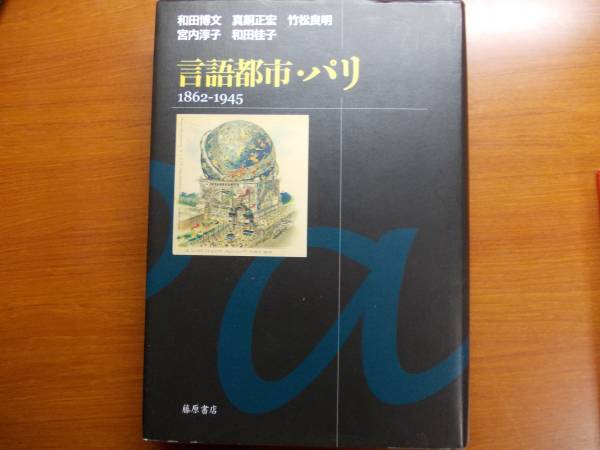 和田博文 真銅正宏 竹松良明
宮内淳子 和田桂子
言語都市・パリ
1862-1945
a
藤原書店